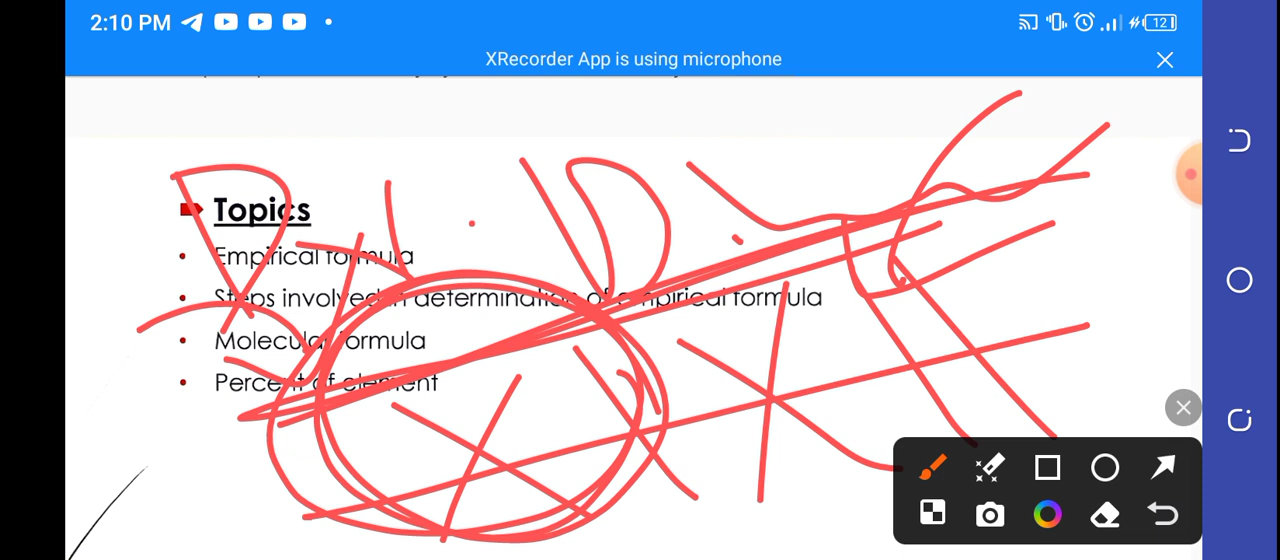 2:10 PM
12
XRecorder App is using microphone
Topics
Empirical formula
Steps involved in determination of empirical formula
Molecular formula
Percent of element